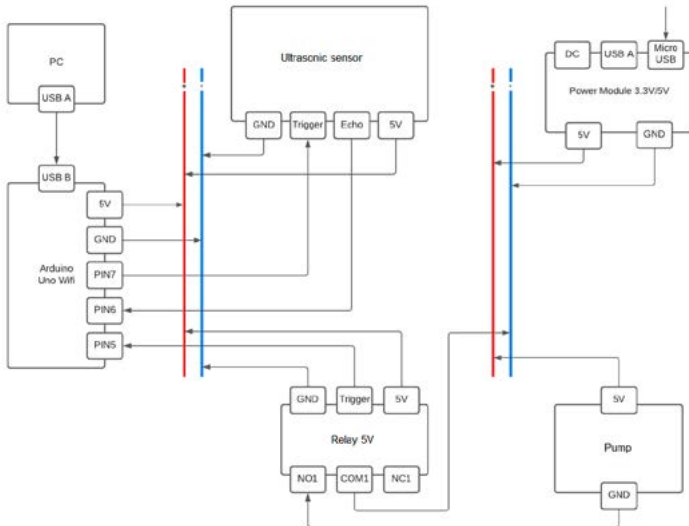 PC
USB A
USB B
5V
GND
PIN7
PIN6
PIN5
Arduino
Uno Wifi
Ultrasonic sensor
GND
Trigger
Echo
5V
GND
Trigger
5V
Relay 5V
NO1
COM1
NC1
DC
USB A
Micro
USB
Power Module 3.3V/5V
5V
GND
5V
Pump
GND